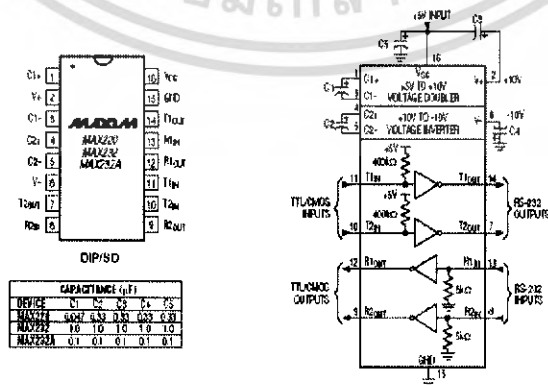 C1+ 1
V+ 2
C1- 3
C2+ 4
C2- 5
V- 6
T2OUT 7
R2IN 8
16 VCC
15 GND
14 T1OUT
13 R1IN
12 R1OUT
11 T1IN
10 T2IN
9 R2OUT
MAXIM
MAX220
MAX232
MAX232A
DIP/SO
CAPACITANCE (μF)
DEVICE C1 C2 C3 C4 C5
MAX220 0.047 0.33 0.33 0.33 0.33
MAX232 1.0 1.0 1.0 1.0 1.0
MAX232A 0.1 0.1 0.1 0.1 0.1
+5V INPUT
C3
C5
16
VCC
1 C1+
C1
3 C1-
+5V TO +10V
VOLTAGE DOUBLER
V+ 2
+10V
4 C2+
C2
5 C2-
+10V TO -10V
VOLTAGE INVERTER
V- 6
-10V
C4
+5V
400kΩ
11 T1IN
T1OUT 14
+5V
400kΩ
10 T2IN
T2OUT 7
TTL/CMOS
INPUTS
RS-232
OUTPUTS
12 R1OUT
R1IN 13
5kΩ
9 R2OUT
R2IN 8
5kΩ
TTL/CMOS
OUTPUTS
RS-232
INPUTS
GND
15